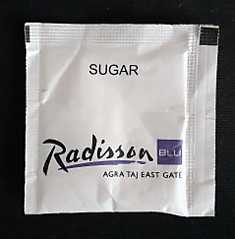 SUGAR
Radisson BLU
AGRA TAJ EAST GATE